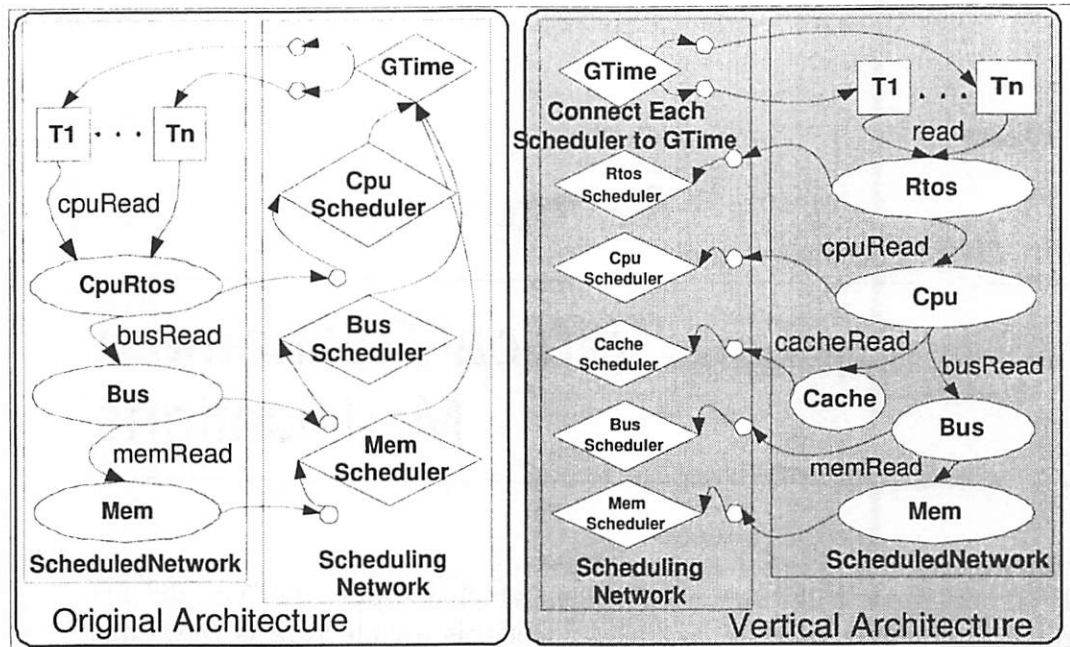 GTime
T1 . . . Tn
cpuRead
Cpu
Scheduler
CpuRtos
busRead
Bus
Scheduler
Bus
memRead
Mem
Scheduler
Mem
ScheduledNetwork
Scheduling
Network
Original Architecture
GTime
T1 . . . Tn
Connect Each
Scheduler to GTime
read
Rtos
Scheduler
Rtos
cpuRead
Cpu
Scheduler
Cpu
Cache
Scheduler
cacheRead
busRead
Cache
Bus
Scheduler
Bus
memRead
Mem
Scheduler
Mem
Scheduling
Network
ScheduledNetwork
Vertical Architecture